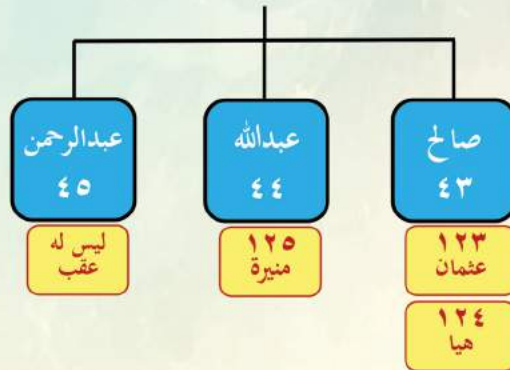 صالح
٤٣
١٢٣
عثمان
١٢٤
هيا
عبدالله
٤٤
١٢٥
منيرة
عبدالرحمن
٤٥
ليس له
عقب